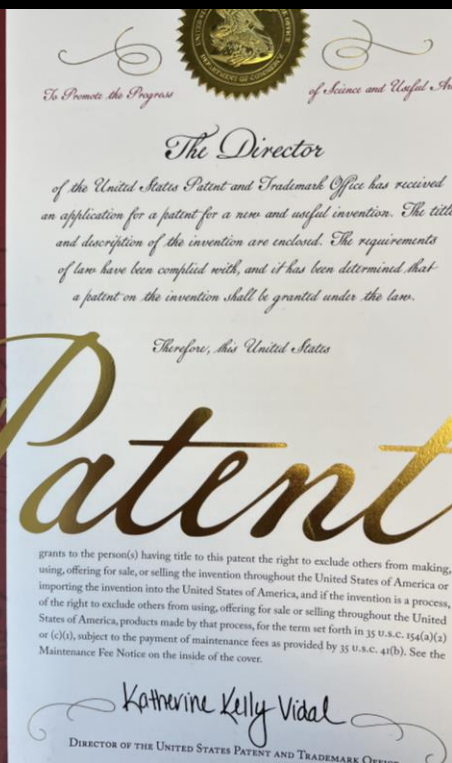 DEPARTMENT OF COMMERCE
To Promote the Progress
of Science and Useful
The Director
of the United States Patent and Trademark Office has received
an application for a patent for a new and useful invention. The title
and description of the invention are enclosed. The requirements
of law have been complied with, and it has been determined that
a patent on the invention shall be granted under the law.
Therefore, this United States
Patent
grants to the person(s) having title to this patent the right to exclude others from making,
using, offering for sale, or selling the invention throughout the United States of America or
importing the invention into the United States of America, and if the invention is a process,
of the right to exclude others from using, offering for sale or selling throughout the United
States of America, products made by that process, for the term set forth in 35 U.S.C. 154(a)(2)
or (c)(1), subject to the payment of maintenance fees as provided by 35 U.S.C. 41(b). See the
Maintenance Fee Notice on the inside of the cover.
Katherine Kelly Vidal
DIRECTOR OF THE UNITED STATES PATENT AND TRADEMARK OFFICE